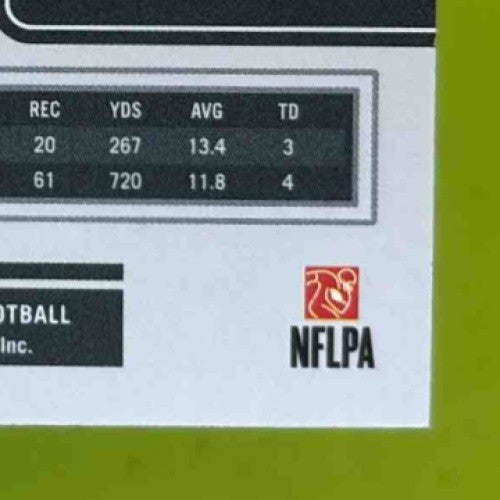 REC YDS AVG TD
20 267 13.4 3
61 720 11.8 4
OTBALL
Inc.
NFLPA